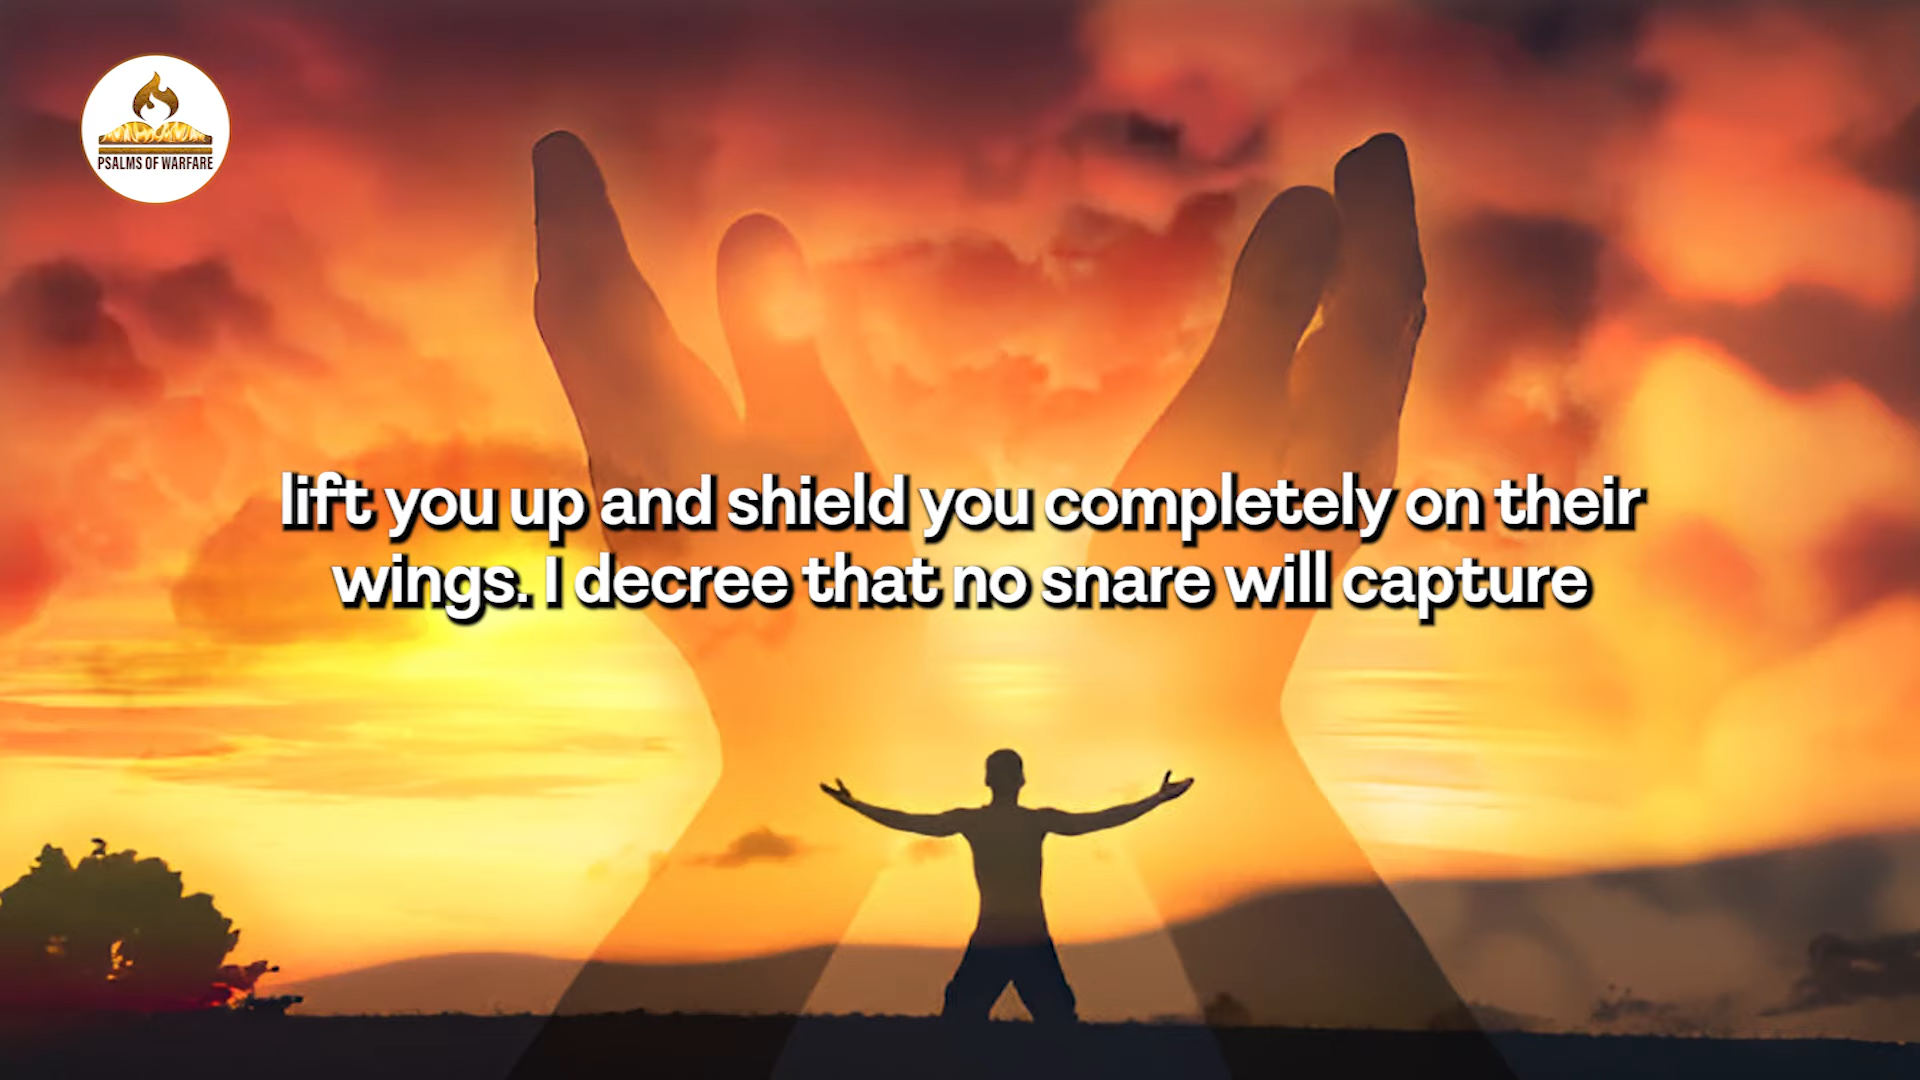 PSALMS OF WARFARE
lift you up and shield you completely on their
wings. I decree that no snare will capture